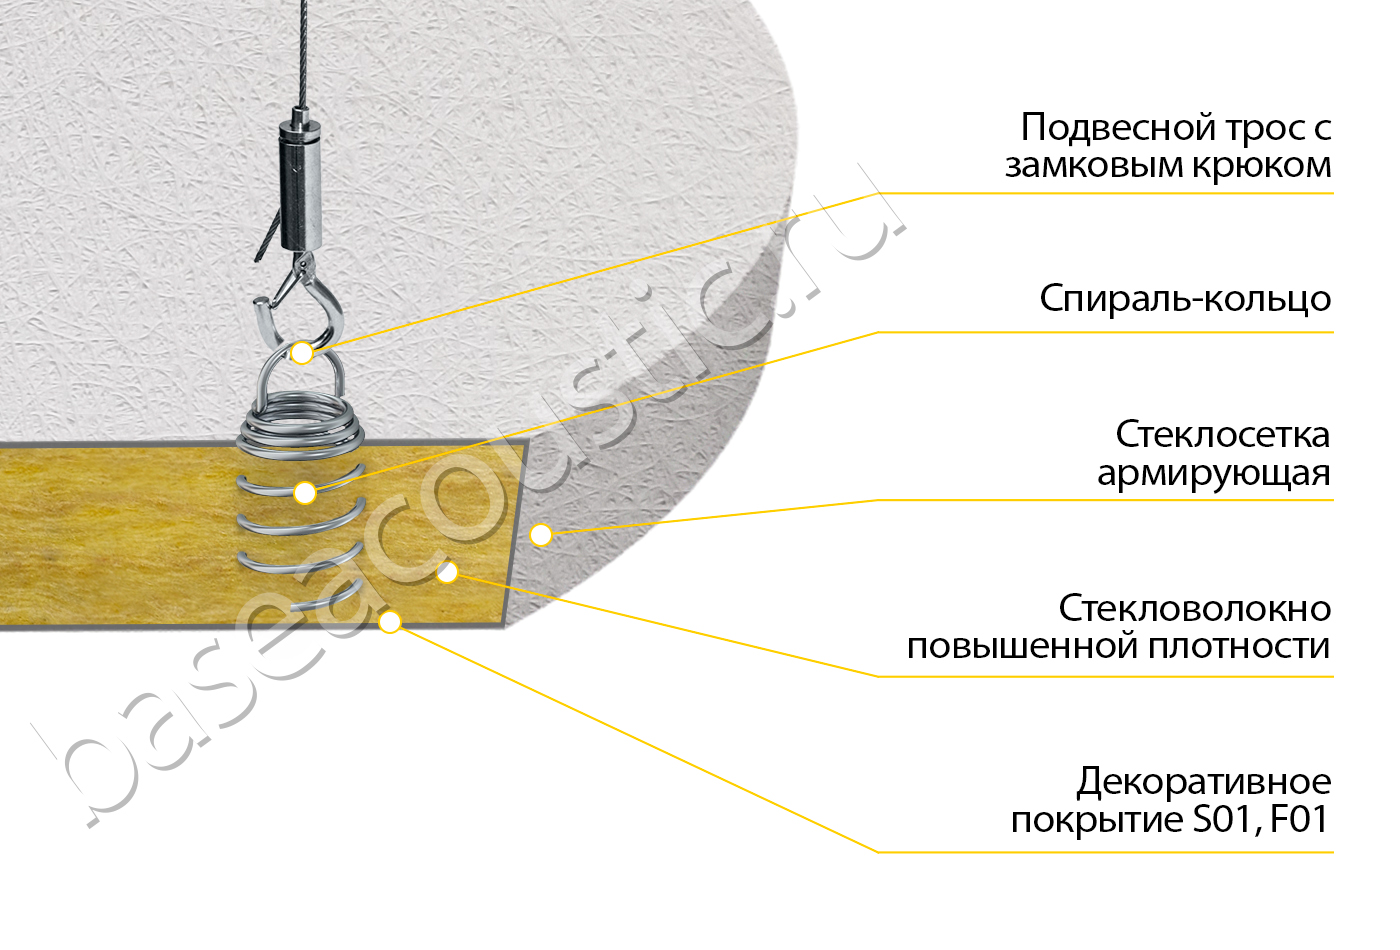 Подвесной трос с
замковым крюком
Спираль-кольцо
Стеклосетка
армирующая
Стекловолокно
повышенной плотности
Декоративное
покрытие S01, F01
baseacoustic.ru